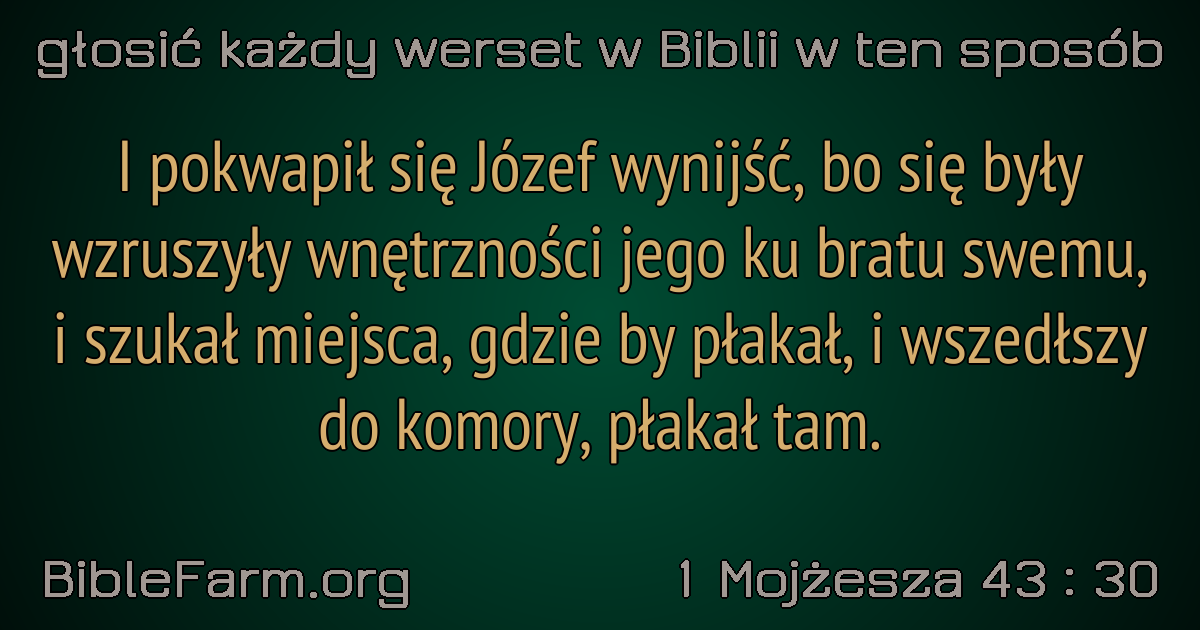 głosić każdy werset w Biblii w ten sposób
I pokwapił się Józef wynijść, bo się były
wzruszyły wnętrzności jego ku bratu swemu,
i szukał miejsca, gdzie by płakał, i wszedłszy
do komory, płakał tam.
BibleFarm.org
1 Mojżesza 43 : 30